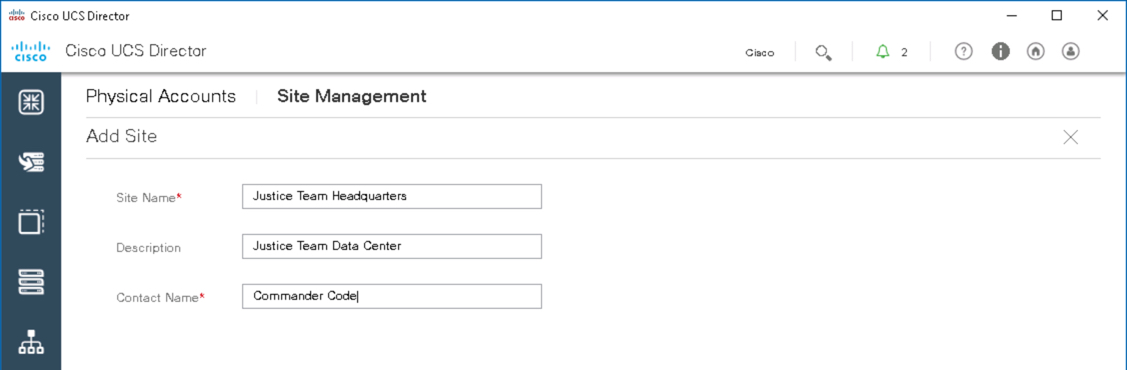 Cisco UCS Director
CISCO Cisco UCS Director Cisco 2
Physical Accounts Site Management
Add Site
Site Name* Justice Team Headquarters
Description Justice Team Data Center
Contact Name* Commander Code